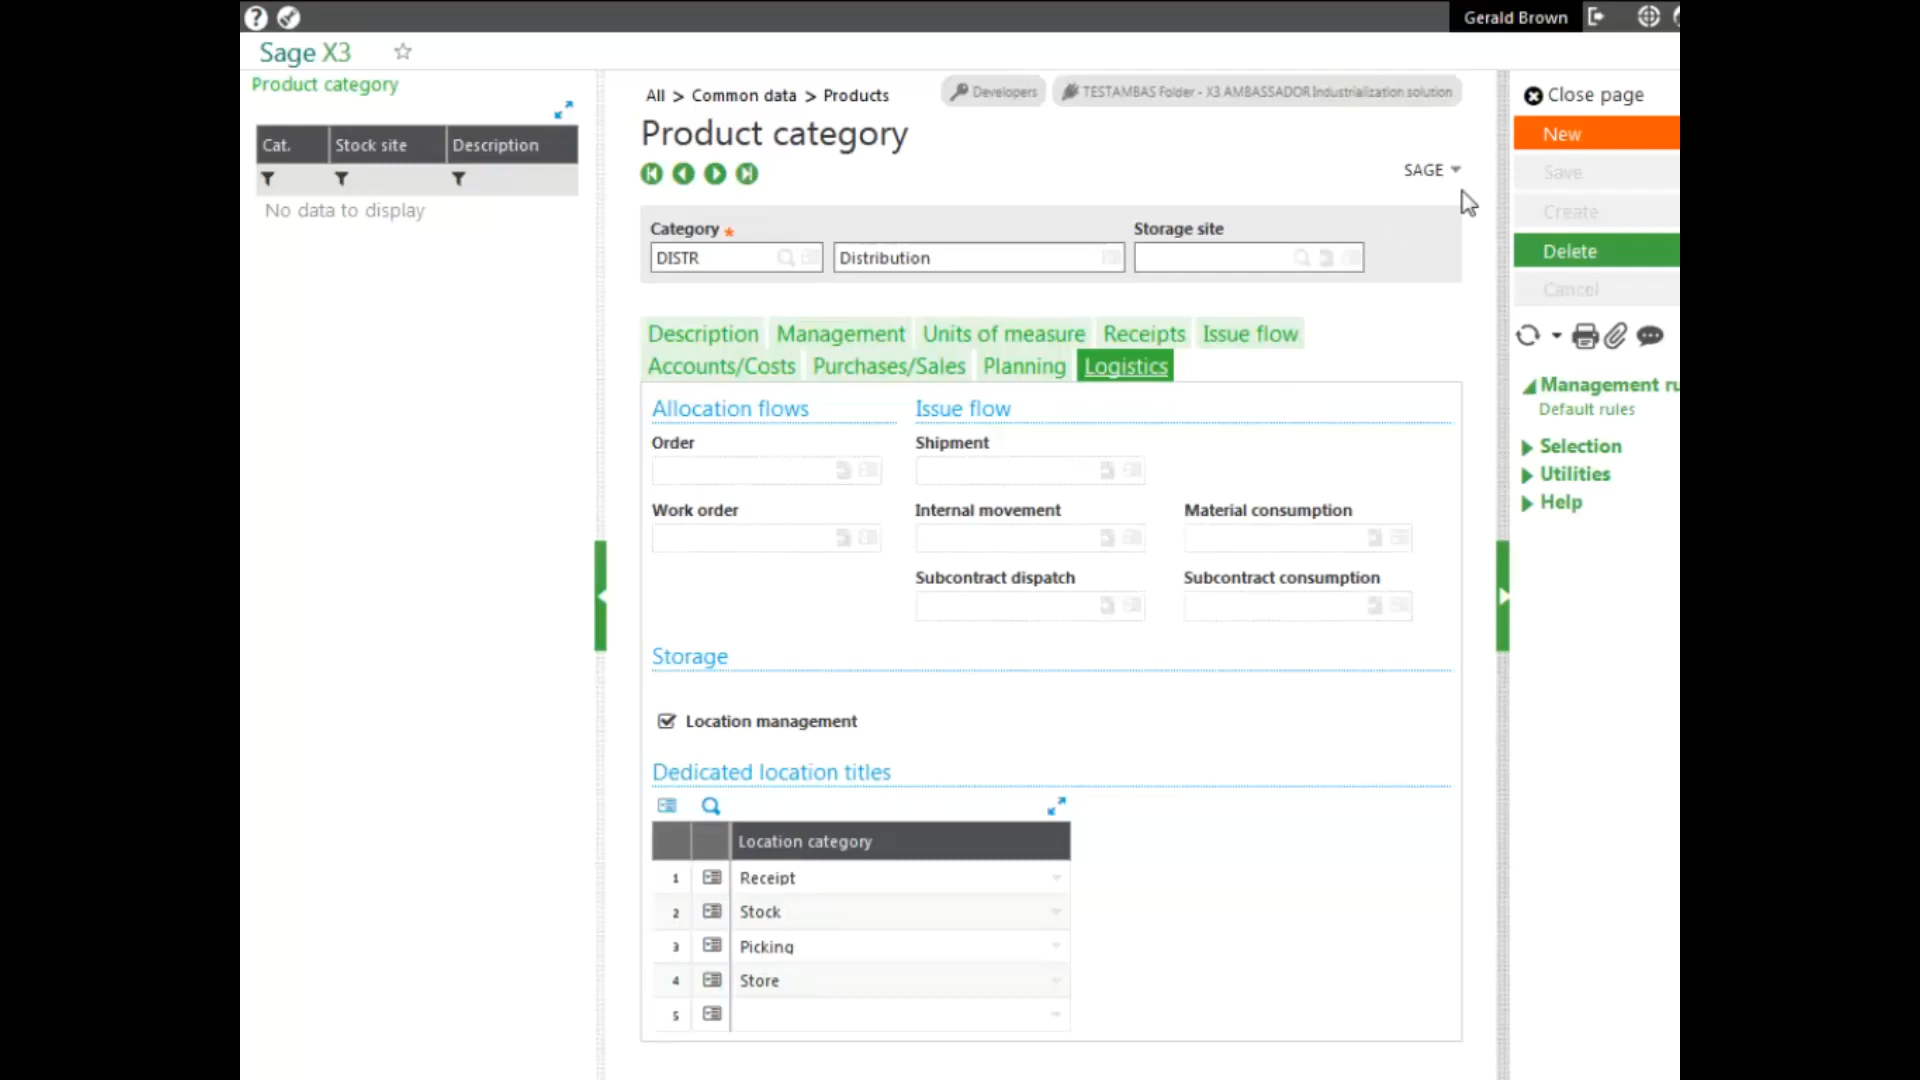 Gerald Brown
Sage X3
Product category
Cat. Stock site Description
No data to display
All > Common data > Products
Developers
TESTAMBAS Folder - X3 AMBASSADOR Industrialization solution
Product category
SAGE
Category * Storage site
DISTR Distribution
Description Management Units of measure Receipts Issue flow
Accounts/Costs Purchases/Sales Planning Logistics
Allocation flows Issue flow
Order Shipment
Work order Internal movement Material consumption
Subcontract dispatch Subcontract consumption
Storage
Location management
Dedicated location titles
Location category
1 Receipt
2 Stock
3 Picking
4 Store
5
Close page
New
Save
Create
Delete
Cancel
Management ru
Default rules
Selection
Utilities
Help